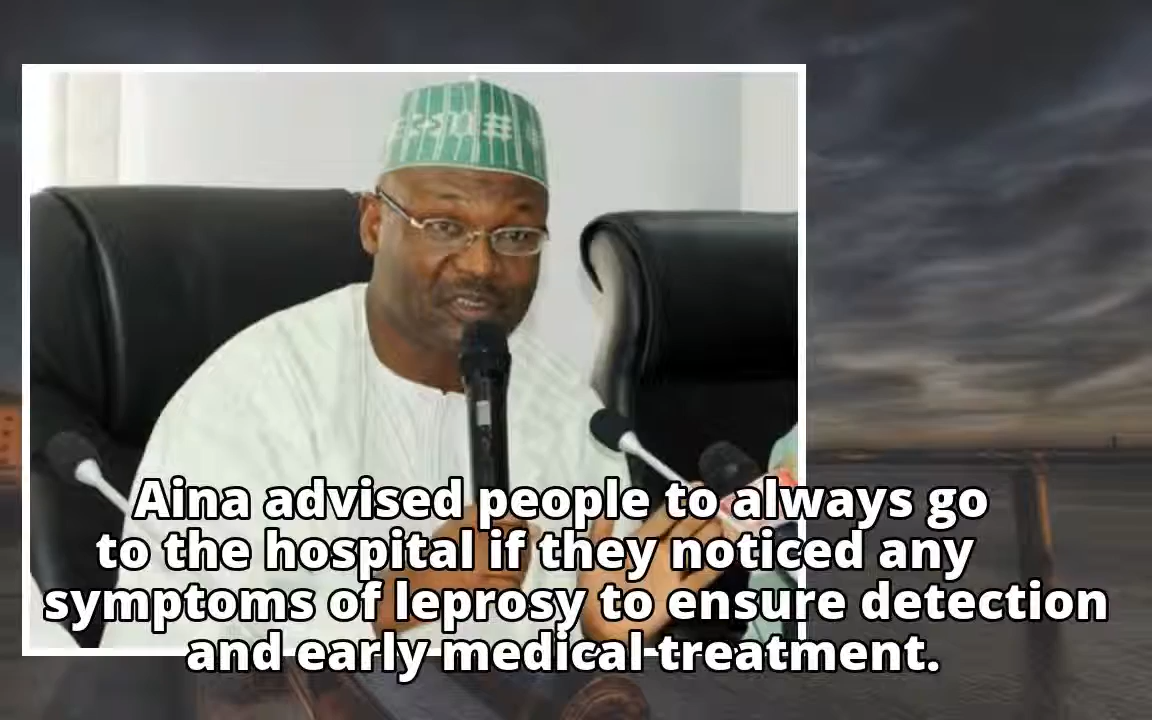 Aina advised people to always go
to the hospital if they noticed any
symptoms of leprosy to ensure detection
and early medical treatment.